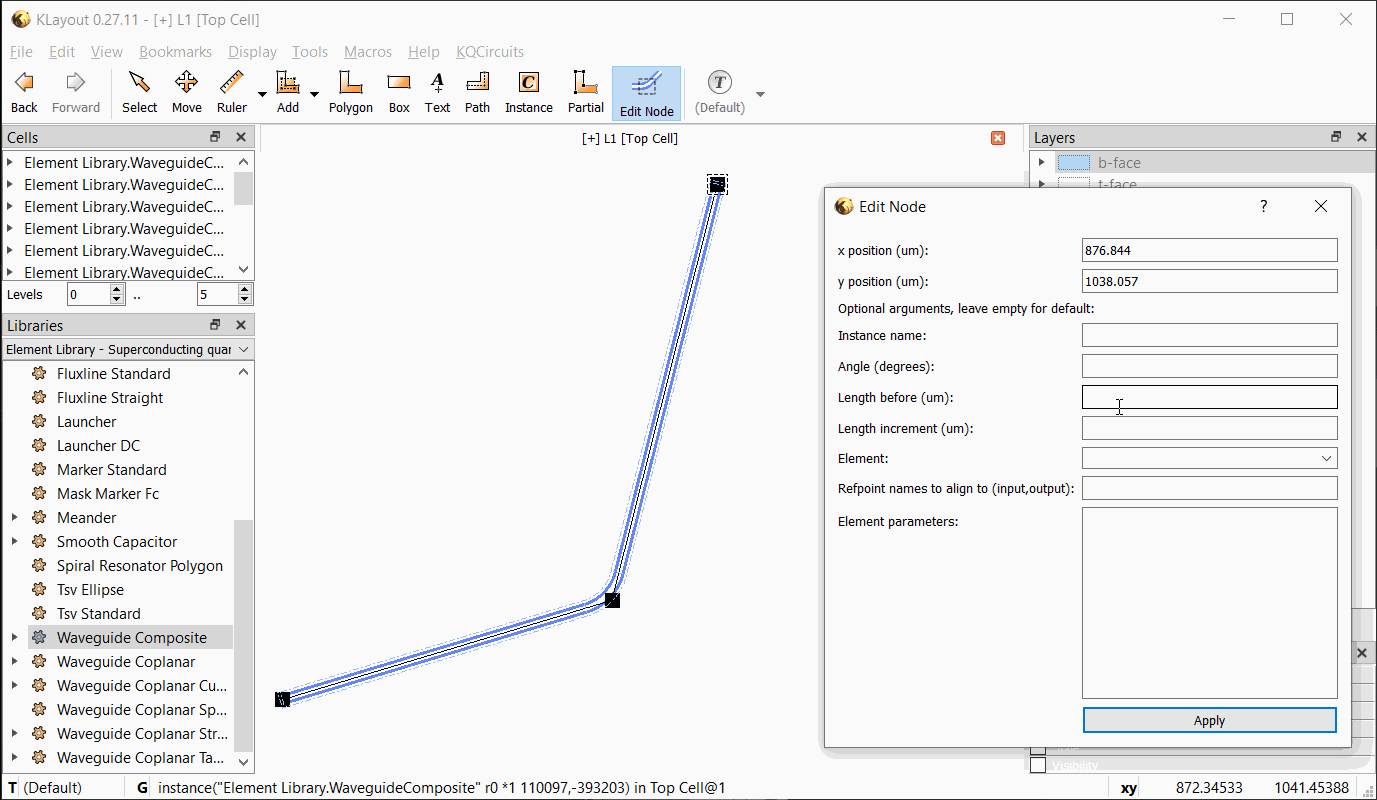 KLayout 0.27.11 - [+] L1 [Top Cell]
File Edit View Bookmarks Display Tools Macros Help KQCircuits
Back Forward Select Move Ruler Add Polygon Box Text Path Instance Partial Edit Node (Default)
Cells
[+] L1 [Top Cell]
Layers
Element Library.WaveguideC...
Element Library.WaveguideC...
Element Library.WaveguideC...
Element Library.WaveguideC...
Element Library.WaveguideC...
Element Library.WaveguideC...
Levels 0 .. 5
b-face
t-face
Libraries
Element Library - Superconducting quar
Fluxline Standard
Fluxline Straight
Launcher
Launcher DC
Marker Standard
Mask Marker Fc
Meander
Smooth Capacitor
Spiral Resonator Polygon
Tsv Ellipse
Tsv Standard
Waveguide Composite
Waveguide Coplanar
Waveguide Coplanar Cu...
Waveguide Coplanar Sp...
Waveguide Coplanar Str...
Waveguide Coplanar Ta...
Edit Node
x position (um): 876.844
y position (um): 1038.057
Optional arguments, leave empty for default:
Instance name:
Angle (degrees):
Length before (um):
Length increment (um):
Element:
Refpoint names to align to (input,output):
Element parameters:
Apply
Visibility
T (Default) G instance("Element Library.WaveguideComposite" r0 *1 110097,-393203) in Top Cell@1 xy 872.34533 1041.45388